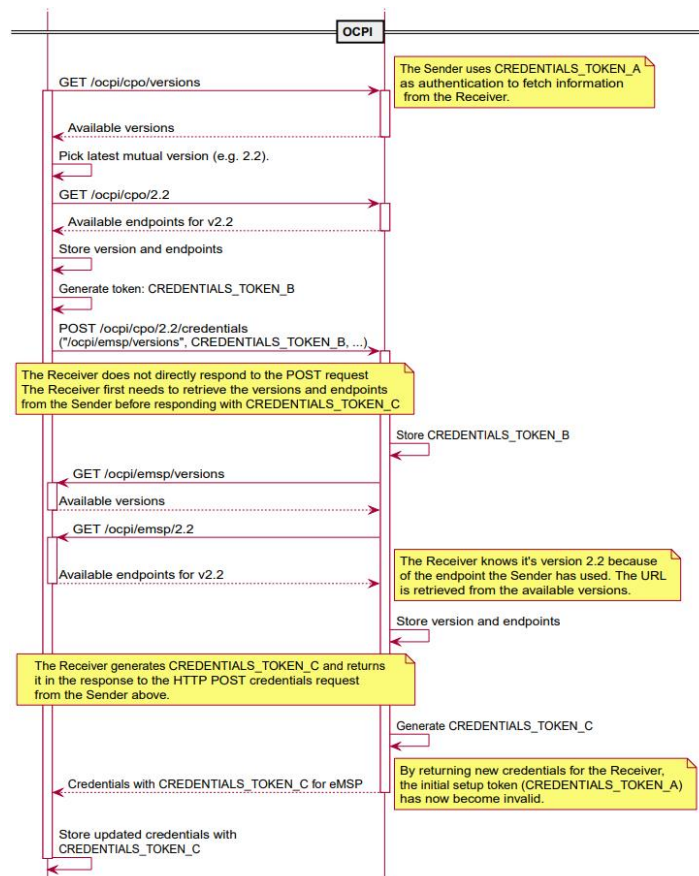 OCPI
GET /ocpi/cpo/versions
The Sender uses CREDENTIALS_TOKEN_A
as authentication to fetch information
from the Receiver.
Available versions
Pick latest mutual version (e.g. 2.2).
GET /ocpi/cpo/2.2
Available endpoints for v2.2
Store version and endpoints
Generate token: CREDENTIALS_TOKEN_B
POST /ocpi/cpo/2.2/credentials
("/ocpi/emsp/versions", CREDENTIALS_TOKEN_B, ...)
The Receiver does not directly respond to the POST request
The Receiver first needs to retrieve the versions and endpoints
from the Sender before responding with CREDENTIALS_TOKEN_C
Store CREDENTIALS_TOKEN_B
GET /ocpi/emsp/versions
Available versions
GET /ocpi/emsp/2.2
The Receiver knows it's version 2.2 because
of the endpoint the Sender has used. The URL
is retrieved from the available versions.
Available endpoints for v2.2
Store version and endpoints
The Receiver generates CREDENTIALS_TOKEN_C and returns
it in the response to the HTTP POST credentials request
from the Sender above.
Generate CREDENTIALS_TOKEN_C
Credentials with CREDENTIALS_TOKEN_C for eMSP
By returning new credentials for the Receiver,
the initial setup token (CREDENTIALS_TOKEN_A)
has now become invalid.
Store updated credentials with
CREDENTIALS_TOKEN_C